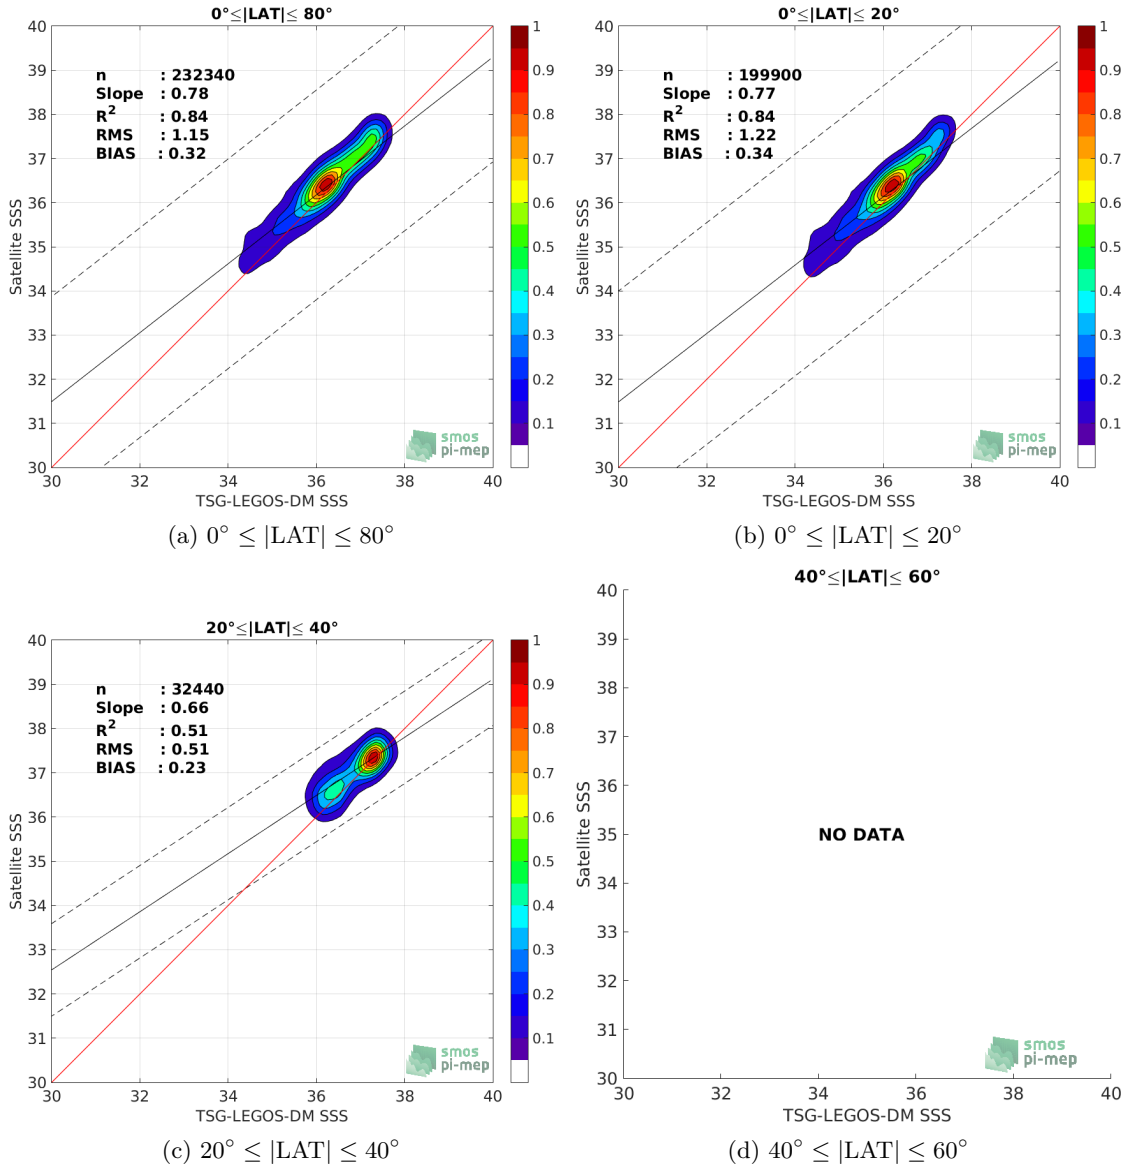 0°≤|LAT|≤ 80°
40
39
38
37
36
35
34
33
32
31
30
Satellite SSS
n : 232340
Slope : 0.78
R² : 0.84
RMS : 1.15
BIAS : 0.32
smos
pi-mep
30 32 34 36 38 40
TSG-LEGOS-DM SSS
1
0.9
0.8
0.7
0.6
0.5
0.4
0.3
0.2
0.1
(a) 0° ≤ |LAT| ≤ 80°
0°≤|LAT|≤ 20°
40
39
38
37
36
35
34
33
32
31
30
Satellite SSS
n : 199900
Slope : 0.77
R² : 0.84
RMS : 1.22
BIAS : 0.34
smos
pi-mep
30 32 34 36 38 40
TSG-LEGOS-DM SSS
1
0.9
0.8
0.7
0.6
0.5
0.4
0.3
0.2
0.1
(b) 0° ≤ |LAT| ≤ 20°
20°≤|LAT|≤ 40°
40
39
38
37
36
35
34
33
32
31
30
Satellite SSS
n : 32440
Slope : 0.66
R² : 0.51
RMS : 0.51
BIAS : 0.23
smos
pi-mep
30 32 34 36 38 40
TSG-LEGOS-DM SSS
1
0.9
0.8
0.7
0.6
0.5
0.4
0.3
0.2
0.1
(c) 20° ≤ |LAT| ≤ 40°
40°≤|LAT|≤ 60°
40
39
38
37
36
35
34
33
32
31
30
Satellite SSS
NO DATA
smos
pi-mep
30 32 34 36 38 40
TSG-LEGOS-DM SSS
(d) 40° ≤ |LAT| ≤ 60°